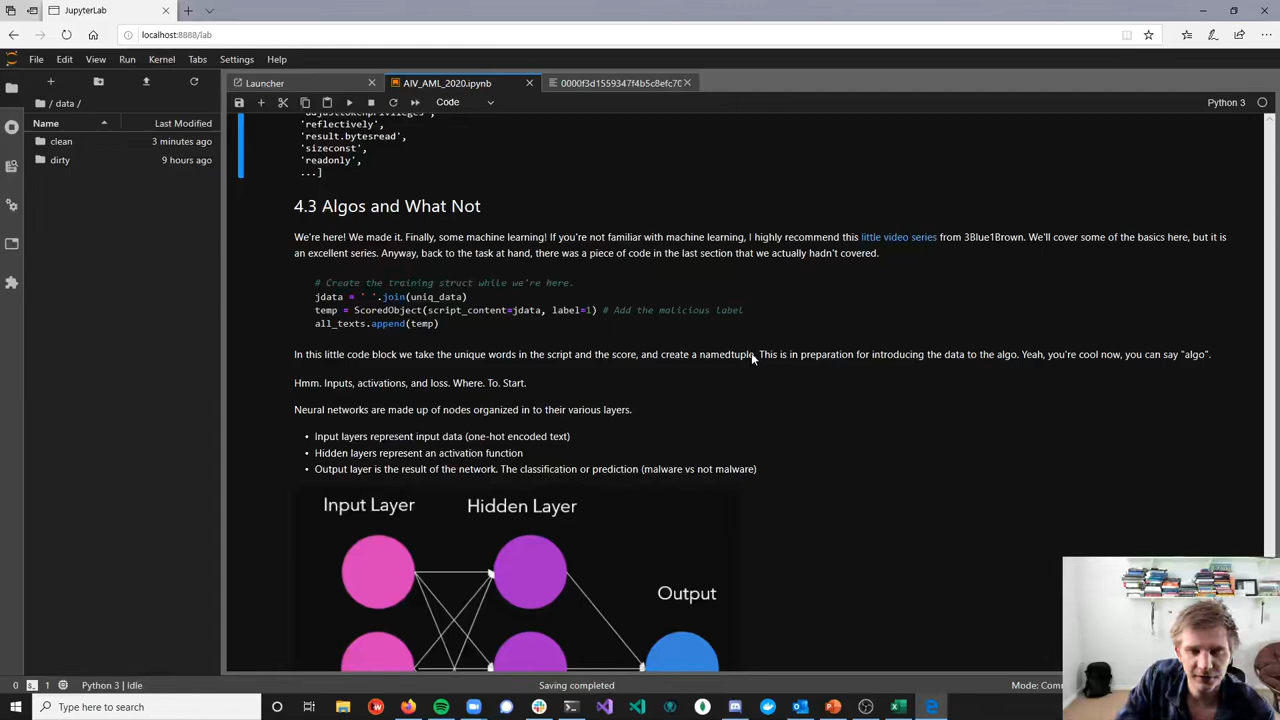 JupyterLab
localhost:8888/lab
File Edit View Run Kernel Tabs Settings Help
Launcher
AIV_AML_2020.ipynb
0000f3d1559347f4b5c8efc7
/ data /
Code
Python 3
Name Last Modified
clean 3 minutes ago
dirty 9 hours ago
'adjusttokenprivileges',
'reflectively',
'result.bytesread',
'sizeconst',
'readonly',
...]
4.3 Algos and What Not
We're here! We made it. Finally, some machine learning! If you're not familiar with machine learning, I highly recommend this little video series from 3Blue1Brown. We'll cover some of the basics here, but it is
an excellent series. Anyway, back to the task at hand, there was a piece of code in the last section that we actually hadn't covered.
# Create the training struct while we're here.
jdata = ' '.join(uniq_data)
temp = ScoredObject(script_content=jdata, label=1) # Add the malicious label
all_texts.append(temp)
In this little code block we take the unique words in the script and the score, and create a namedtuple. This is in preparation for introducing the data to the algo. Yeah, you're cool now, you can say "algo".
Hmm. Inputs, activations, and loss. Where. To. Start.
Neural networks are made up of nodes organized in to their various layers.
• Input layers represent input data (one-hot encoded text)
• Hidden layers represent an activation function
• Output layer is the result of the network. The classification or prediction (malware vs not malware)
Input Layer
Hidden Layer
Output
0 1 Python 3 | Idle
Saving completed
Mode: Com
Type here to search